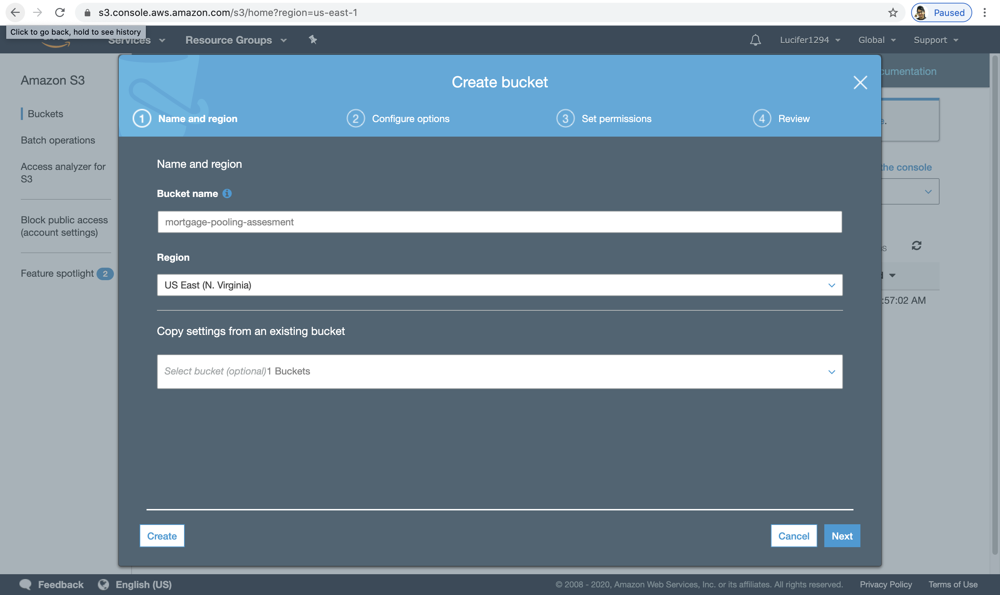 s3.console.aws.amazon.com/s3/home?region=us-east-1
Paused
Click to go back, hold to see history
Services
Resource Groups
Lucifer1294
Global
Support
Amazon S3
Buckets
Batch operations
Access analyzer for
S3
Block public access
(account settings)
Feature spotlight 2
Create bucket
1 Name and region
2 Configure options
3 Set permissions
4 Review
Name and region
Bucket name
mortgage-pooling-assesment
Region
US East (N. Virginia)
Copy settings from an existing bucket
Select bucket (optional)1 Buckets
Create
Cancel
Next
the console
:57:02 AM
Feedback
English (US)
© 2008 - 2020, Amazon Web Services, Inc. or its affiliates. All rights reserved.
Privacy Policy
Terms of Use